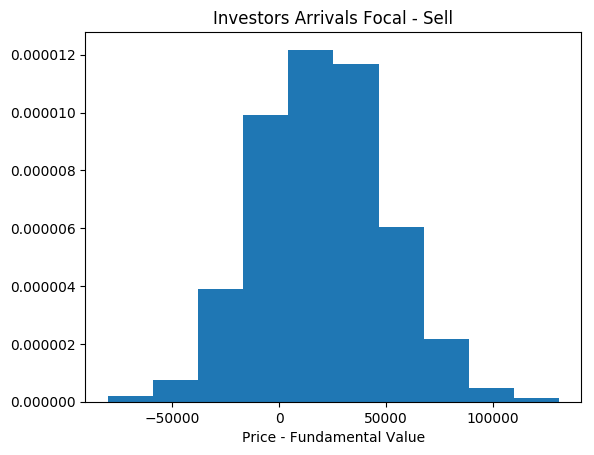 Investors Arrivals Focal - Sell
0.000012
0.000010
0.000008
0.000006
0.000004
0.000002
0.000000
−50000 0 50000 100000
Price - Fundamental Value